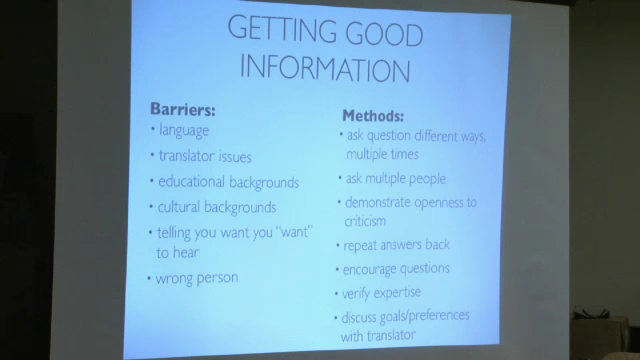 GETTING GOOD
INFORMATION
Barriers:
• language
• translator issues
• educational backgrounds
• cultural backgrounds
• telling you want you "want"
to hear
• wrong person
Methods:
• ask question different ways,
multiple times
• ask multiple people
• demonstrate openness to
criticism
• repeat answers back
• encourage questions
• verify expertise
• discuss goals/preferences
with translator